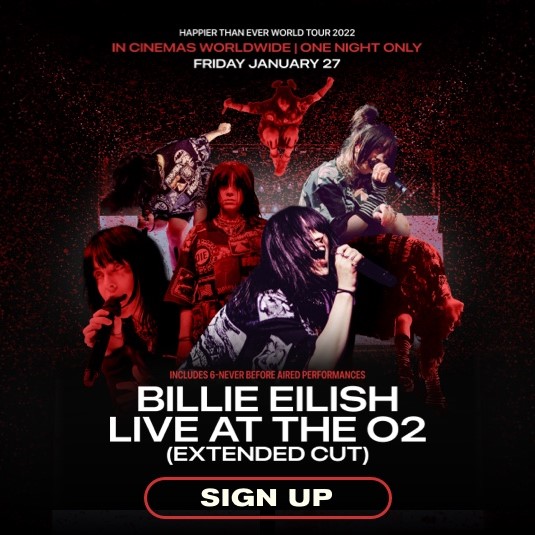 HAPPIER THAN EVER WORLD TOUR 2022
IN CINEMAS WORLDWIDE | ONE NIGHT ONLY
FRIDAY JANUARY 27
INCLUDES 6-NEVER BEFORE AIRED PERFORMANCES
BILLIE EILISH
LIVE AT THE O2
(EXTENDED CUT)
SIGN UP